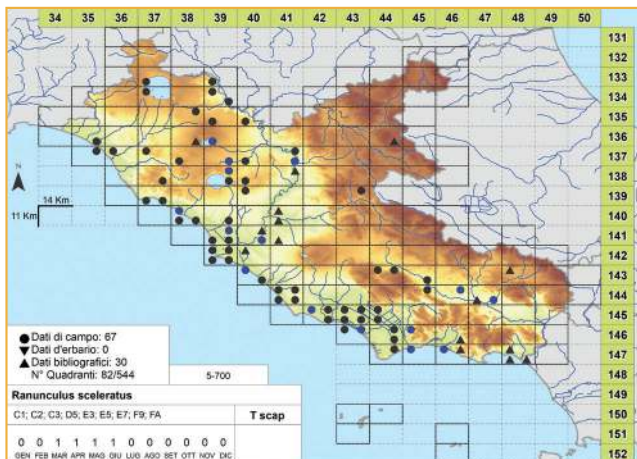 34 35 36 37 38 39 40 41 42 43 44 45 46 47 48 49 50
131
132
133
134
135
136
137
138
139
140
141
142
143
144
145
146
147
148
149
150
151
152
N
14 Km
11 Km
Dati di campo: 67
Dati d'erbario: 0
Dati bibliografici: 30
N° Quadranti: 82/544
5-700
Ranunculus sceleratus
C1; C2; C3; D5; E3; E5; E7; F9; FA
T scap
0 0 1 1 1 1 0 0 0 0 0 0
GEN FEB MAR APR MAG GIU LUG AGO SET OTT NOV DIC